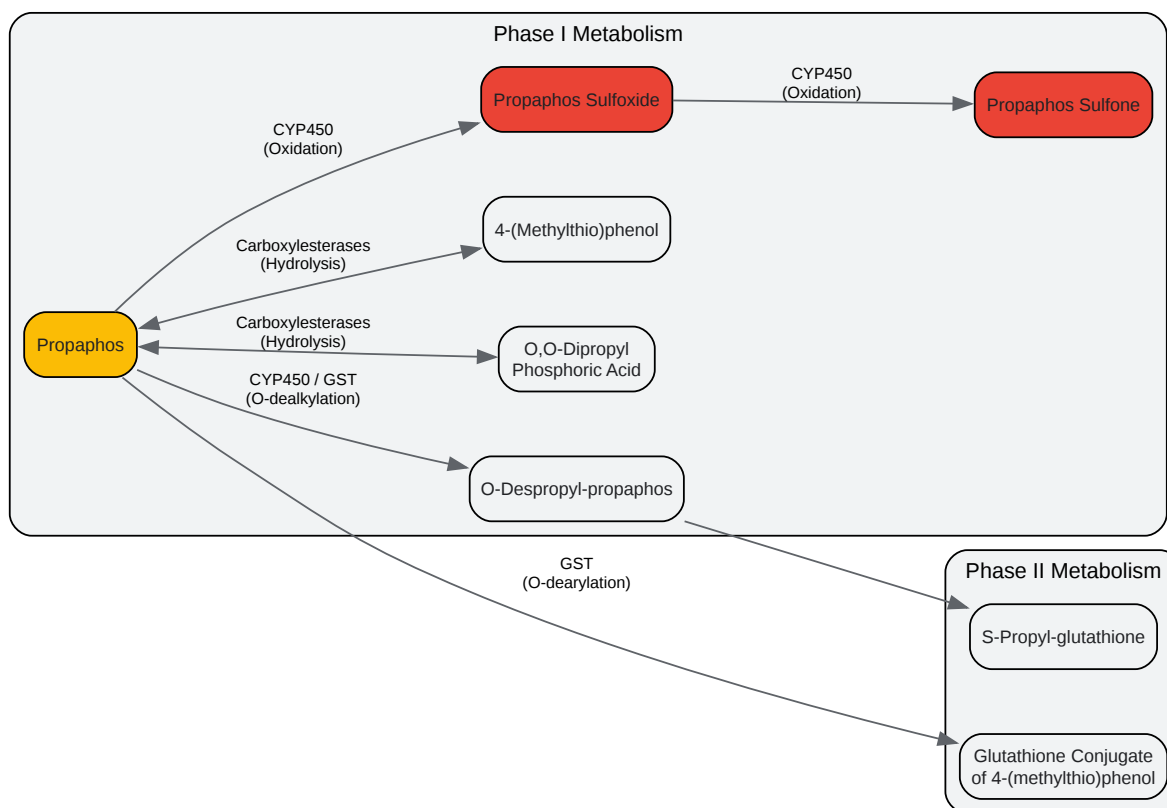 Phase I Metabolism
CYP450
(Oxidation)
Propaphos Sulfoxide
Propaphos Sulfone
CYP450
(Oxidation)
4-(Methylthio)phenol
Carboxylesterases
(Hydrolysis)
Propaphos
Carboxylesterases
(Hydrolysis)
O,O-Dipropyl
Phosphoric Acid
CYP450 / GST
(O-dealkylation)
O-Despropyl-propaphos
GST
(O-dearylation)
Phase II Metabolism
S-Propyl-glutathione
Glutathione Conjugate
of 4-(methylthio)phenol